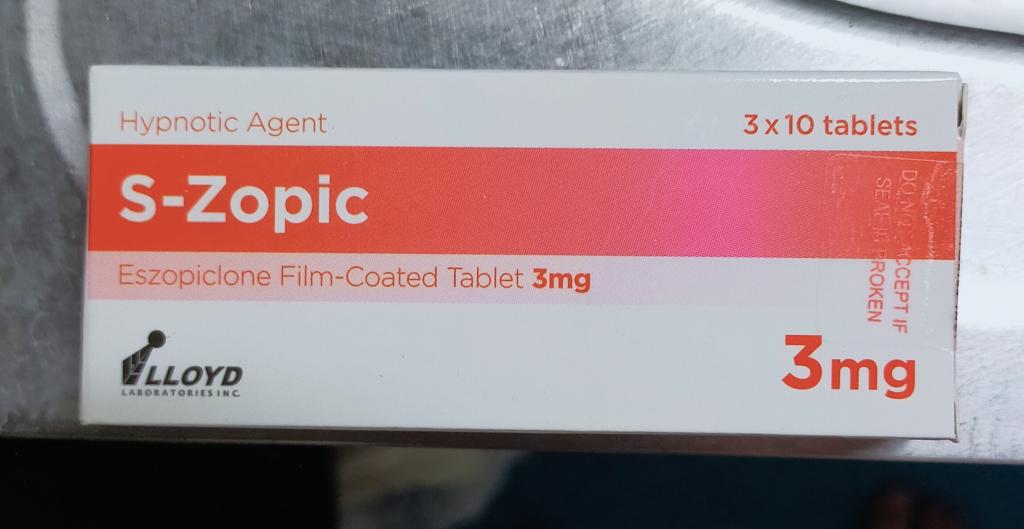 Hypnotic Agent
3 x 10 tablets
S-Zopic
Eszopiclone Film-Coated Tablet 3mg
DO NOT ACCEPT IF
SEAL IS BROKEN
LLOYD
LABORATORIES INC.
3mg